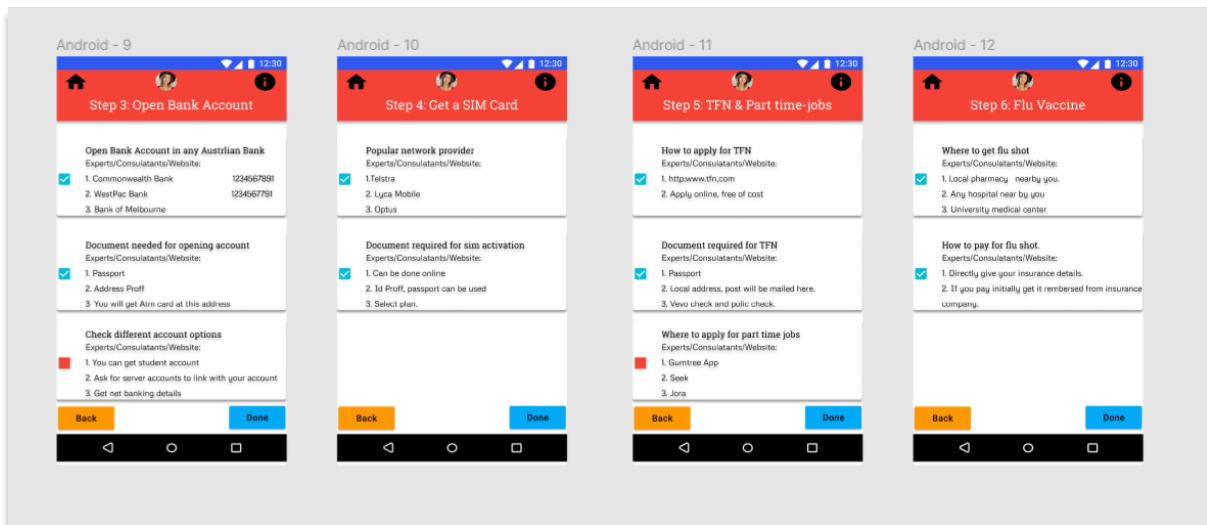 Android - 9
12:30
Step 3: Open Bank Account
Open Bank Account in any Austrlian Bank
Experts/Consulatants/Website:
1. Commonwealth Bank 1234567891
2. WestPac Bank 1234567791
3. Bank of Melbourne
Document needed for opening account
Experts/Consulatants/Website:
1. Passport
2. Address Proff
3 You will get Atm card at this address
Check different account options
Experts/Consulatants/Website:
1. You can get student account
2. Ask for server accounts to link with your account
3. Get net banking details
Back Done
Android - 10
12:30
Step 4: Get a SIM Card
Popular network provider
Experts/Consulatants/Website:
1.Telstra
2. Lyca Mobile
3. Optus
Document required for sim activation
Experts/Consulatants/Website:
1. Can be done online
2. Id Proff, passport can be used
3. Select plan.
Back Done
Android - 11
12:30
Step 5: TFN & Part time-jobs
How to apply for TFN
Experts/Consulatants/Website:
1. http:www.tfn,com
2. Apply online, free of cost
Document required for TFN
Experts/Consulatants/Website:
1. Passport
2. Local address, post will be mailed here.
3. Vevo check and polic check.
Where to apply for part time jobs
Experts/Consulatants/Website:
1. Gumtree App
2. Seek
3. Jora
Back Done
Android - 12
12:30
Step 6: Flu Vaccine
Where to get flu shot
Experts/Consulatants/Website:
1. Local pharmacy nearby you.
2. Any hospital near by you
3. University medical center
How to pay for flu shot.
Experts/Consulatants/Website:
1. Directly give your insurance details.
2. If you pay initially get it rembersed from insurance
company.
Back Done